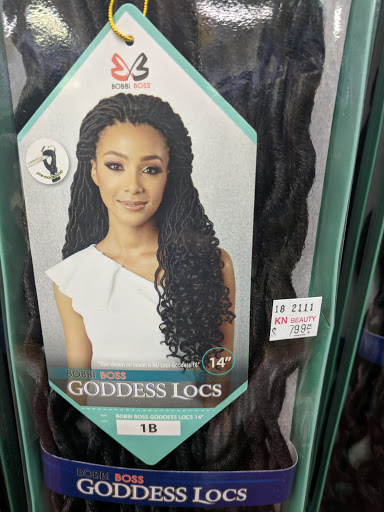 BOBBI BOSS
18 2111
KN BEAUTY
$ 7.99
14"
BOBBI BOSS
GODDESS LOCS
BOBBI BOSS GODDESS LOCS 14"
1B
BOBBI BOSS
GODDESS LOCS